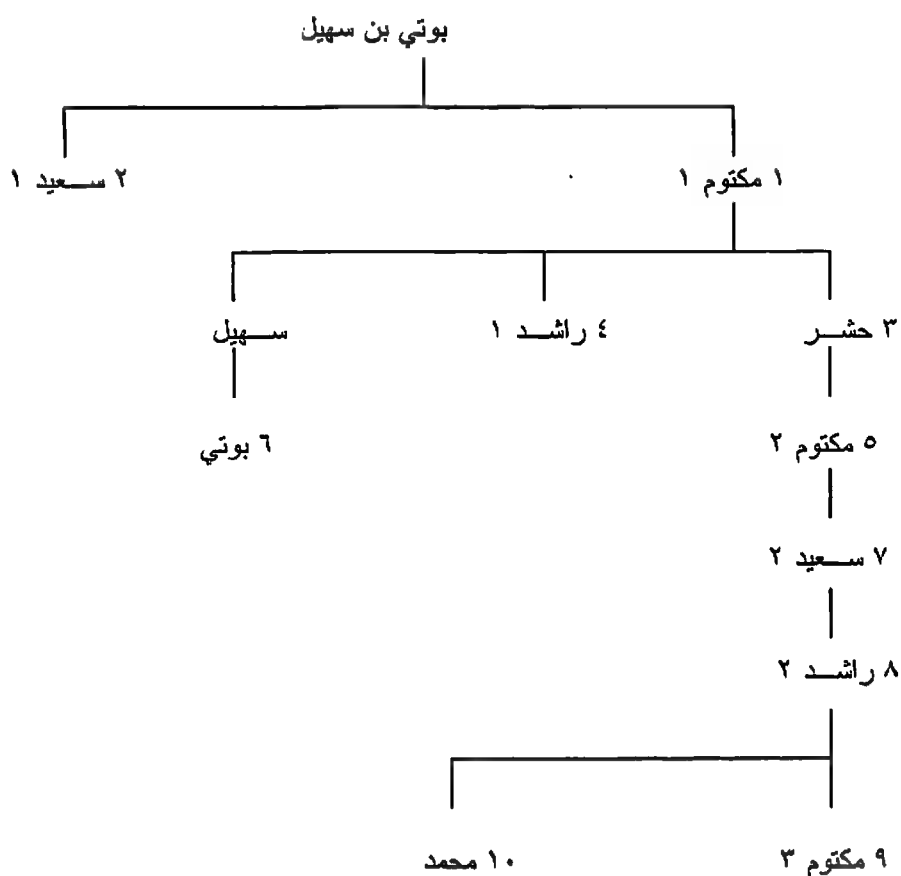 بوتي بن سهيل
١ مكتوم ١
٢ سعيد ١
٣ حشر
٤ راشد ١
سهيل
٥ مكتوم ٢
٦ بوتي
٧ سعيد ٢
٨ راشد ٢
٩ مكتوم ٣
١٠ محمد